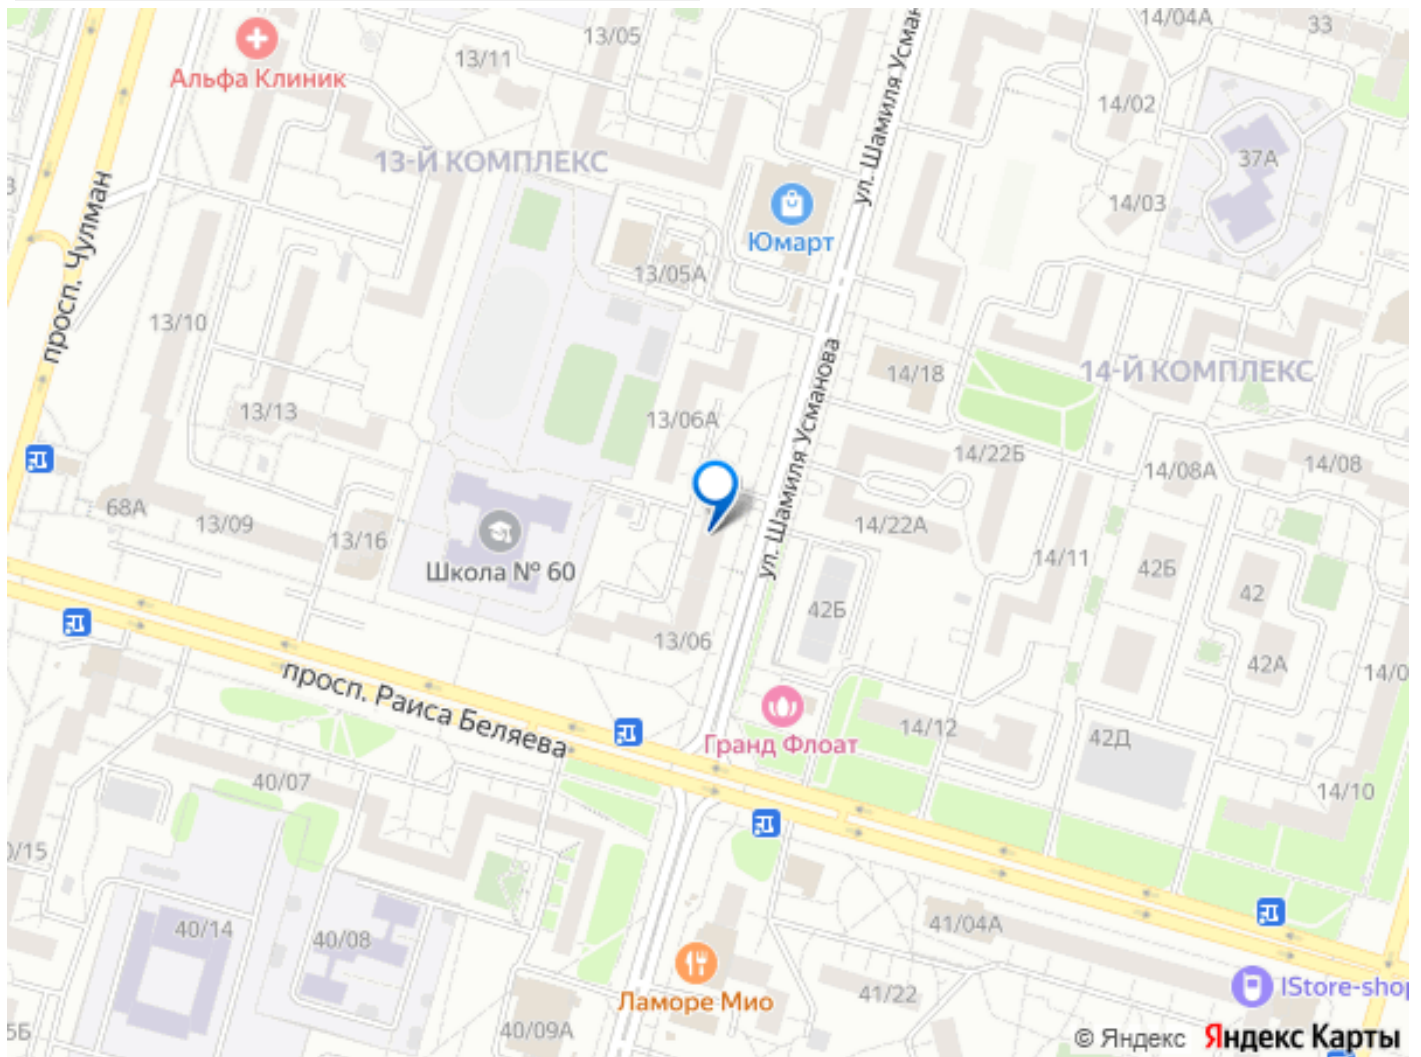 14/04А
33
13/05
13/11
Альфа Клиник
ул. Шамиля Усман
14/02
13-Й КОМПЛЕКС
37А
14/03
просп. Чулман
Юмарт
13/05А
13/10
ул. Шамиля Усманова
14/18
14-Й КОМПЛЕКС
13/13
13/06А
14/22Б
14/08А
14/08
68А
13/09
13/16
14/22А
14/11
42Б
42
Школа № 60
42Б
13/06
42А
14/0
просп. Раиса Беляева
Гранд Флоат
14/12
42Д
40/07
14/10
0/15
40/14
40/08
41/04А
Ламоре Мио
41/22
IStore-shop
40/09А
5Б
© Яндекс Яндекс Карты